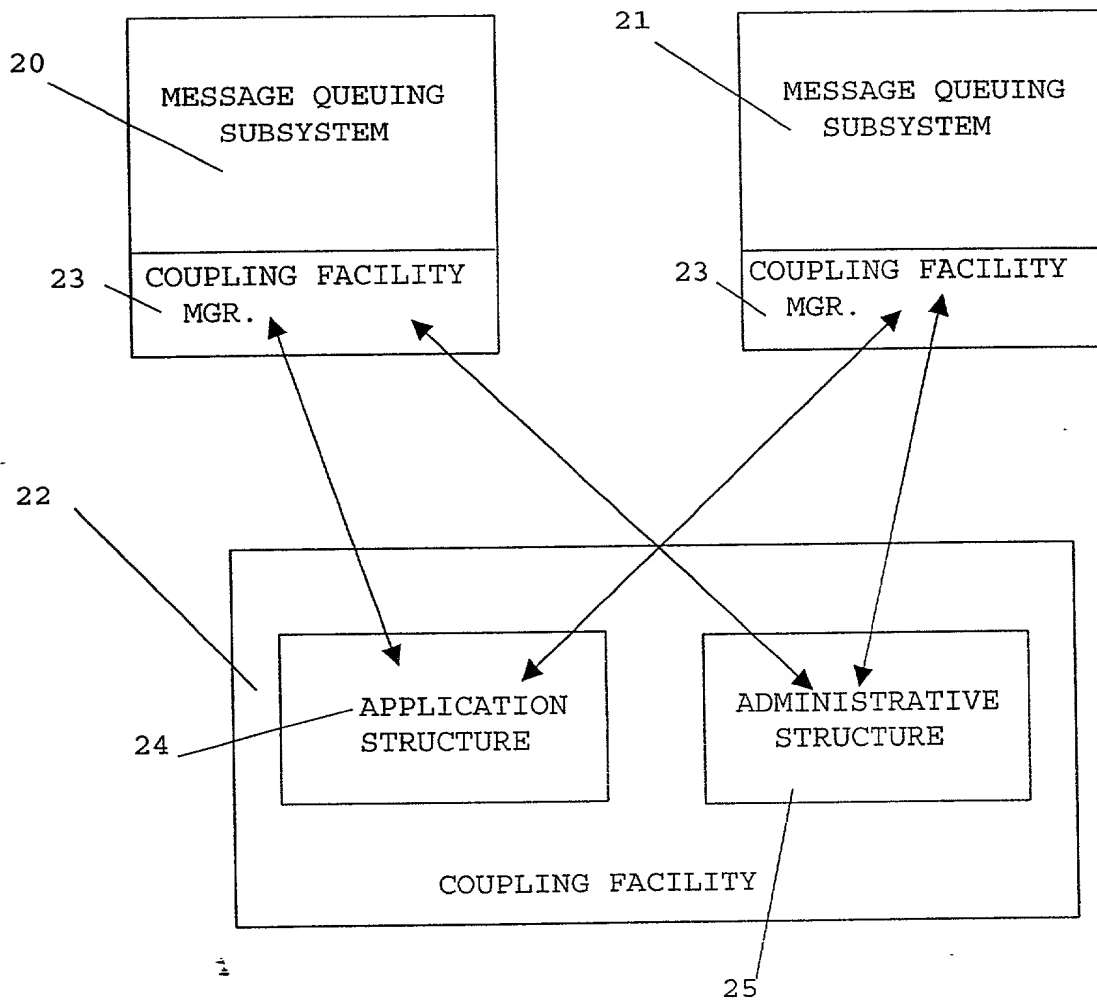 20
MESSAGE QUEUING
SUBSYSTEM
23
COUPLING FACILITY
MGR.
21
MESSAGE QUEUING
SUBSYSTEM
COUPLING FACILITY
23
MGR.
22
24
APPLICATION
STRUCTURE
ADMINISTRATIVE
STRUCTURE
COUPLING FACILITY
25